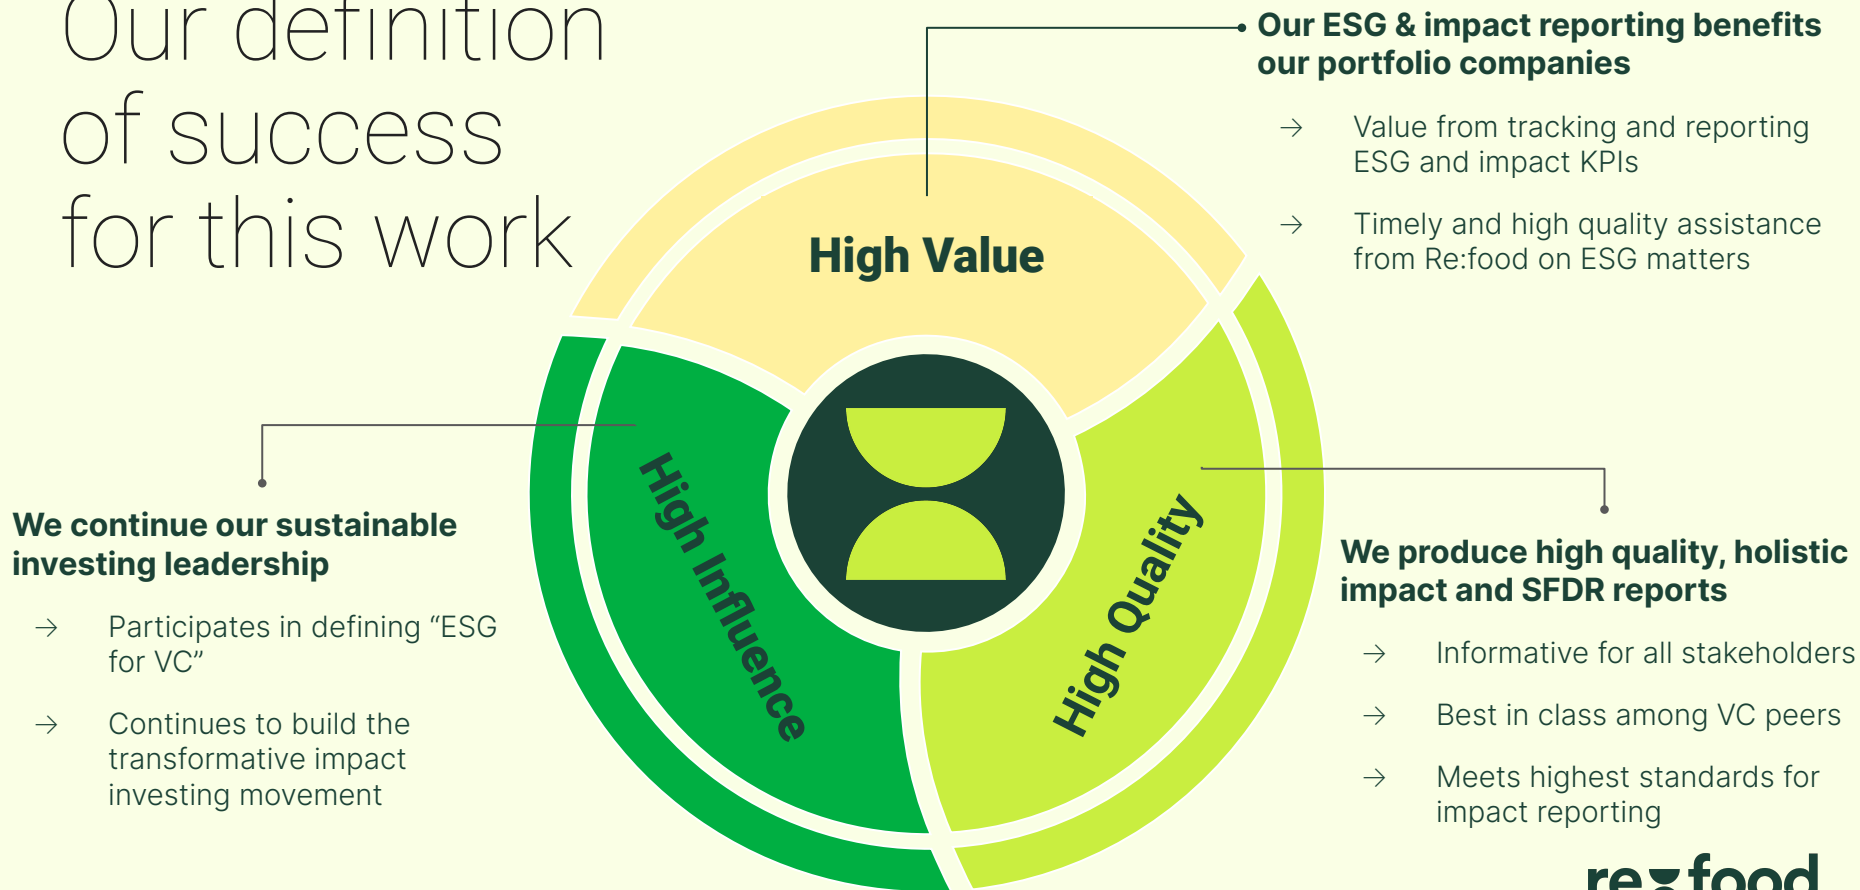 Our definition
of success
for this work
Our ESG & impact reporting benefits
our portfolio companies
→ Value from tracking and reporting
ESG and impact KPIs
→ Timely and high quality assistance
from Re:food on ESG matters
High Value
High Influence
High Quality
We continue our sustainable
investing leadership
→ Participates in defining “ESG
for VC”
→ Continues to build the
transformative impact
investing movement
We produce high quality, holistic
impact and SFDR reports
→ Informative for all stakeholders
→ Best in class among VC peers
→ Meets highest standards for
impact reporting
re:food